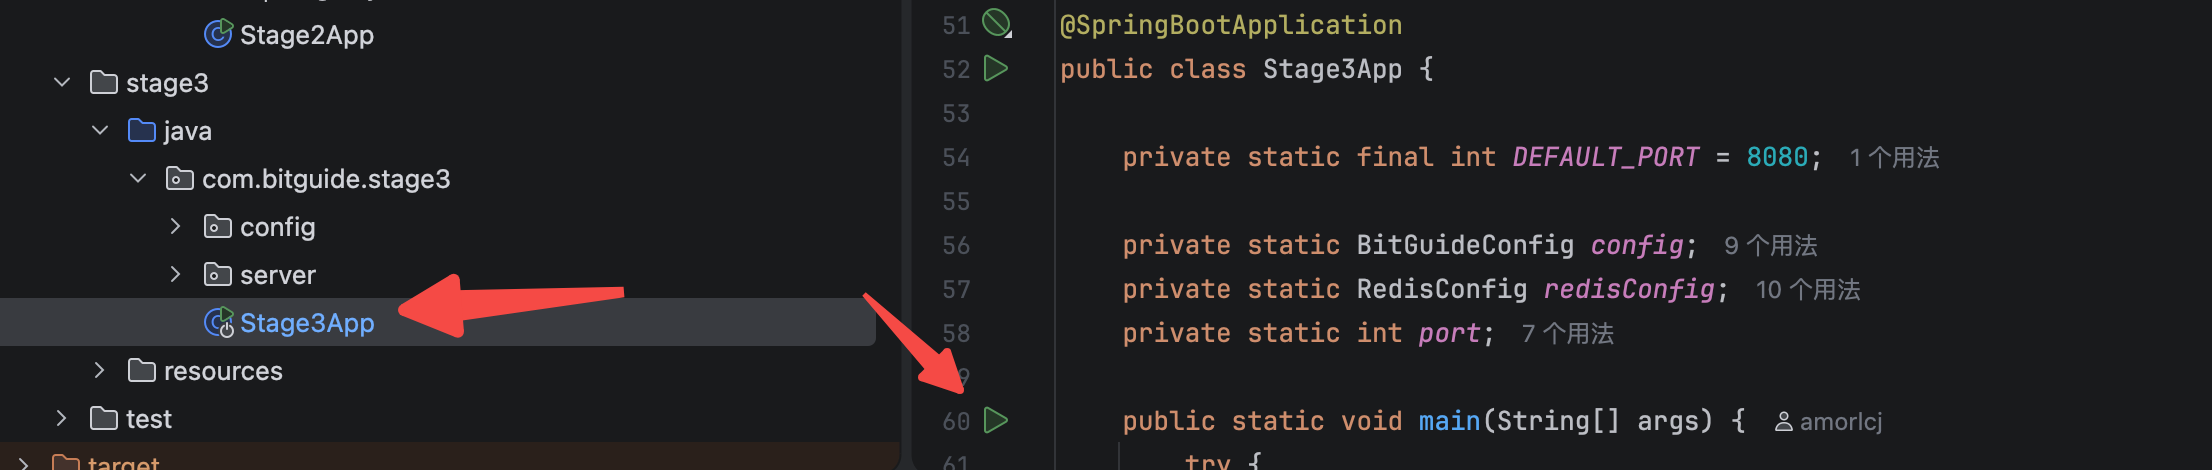 Stage2App
stage3
java
com.bitguide.stage3
config
server
Stage3App
resources
test
target
51 @SpringBootApplication
52 public class Stage3App {
53
54 private static final int DEFAULT_PORT = 8080; 1 个用法
55
56 private static BitGuideConfig config; 9 个用法
57 private static RedisConfig redisConfig; 10 个用法
58 private static int port; 7 个用法
9
60 public static void main(String[] args) { amorlcj
61 try {